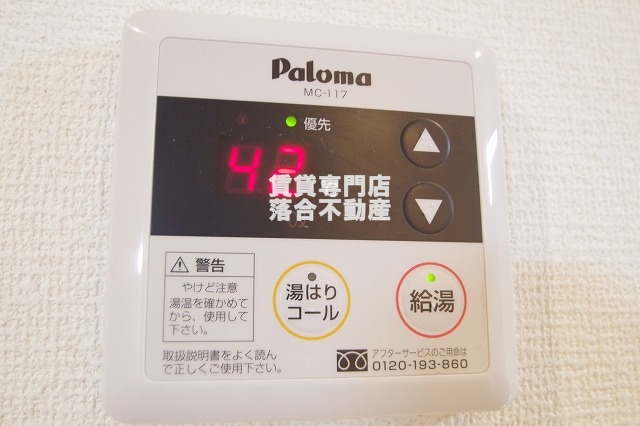 Paloma
MC-117
優先
42
賃貸専門店
落合不動産
警告
やけど注意
湯温を確かめて
から、使用して
下さい。
湯はり
コール
給湯
取扱説明書をよく読ん
で正しくご使用下さい。
アフターサービスのご用命は
0120-193-860